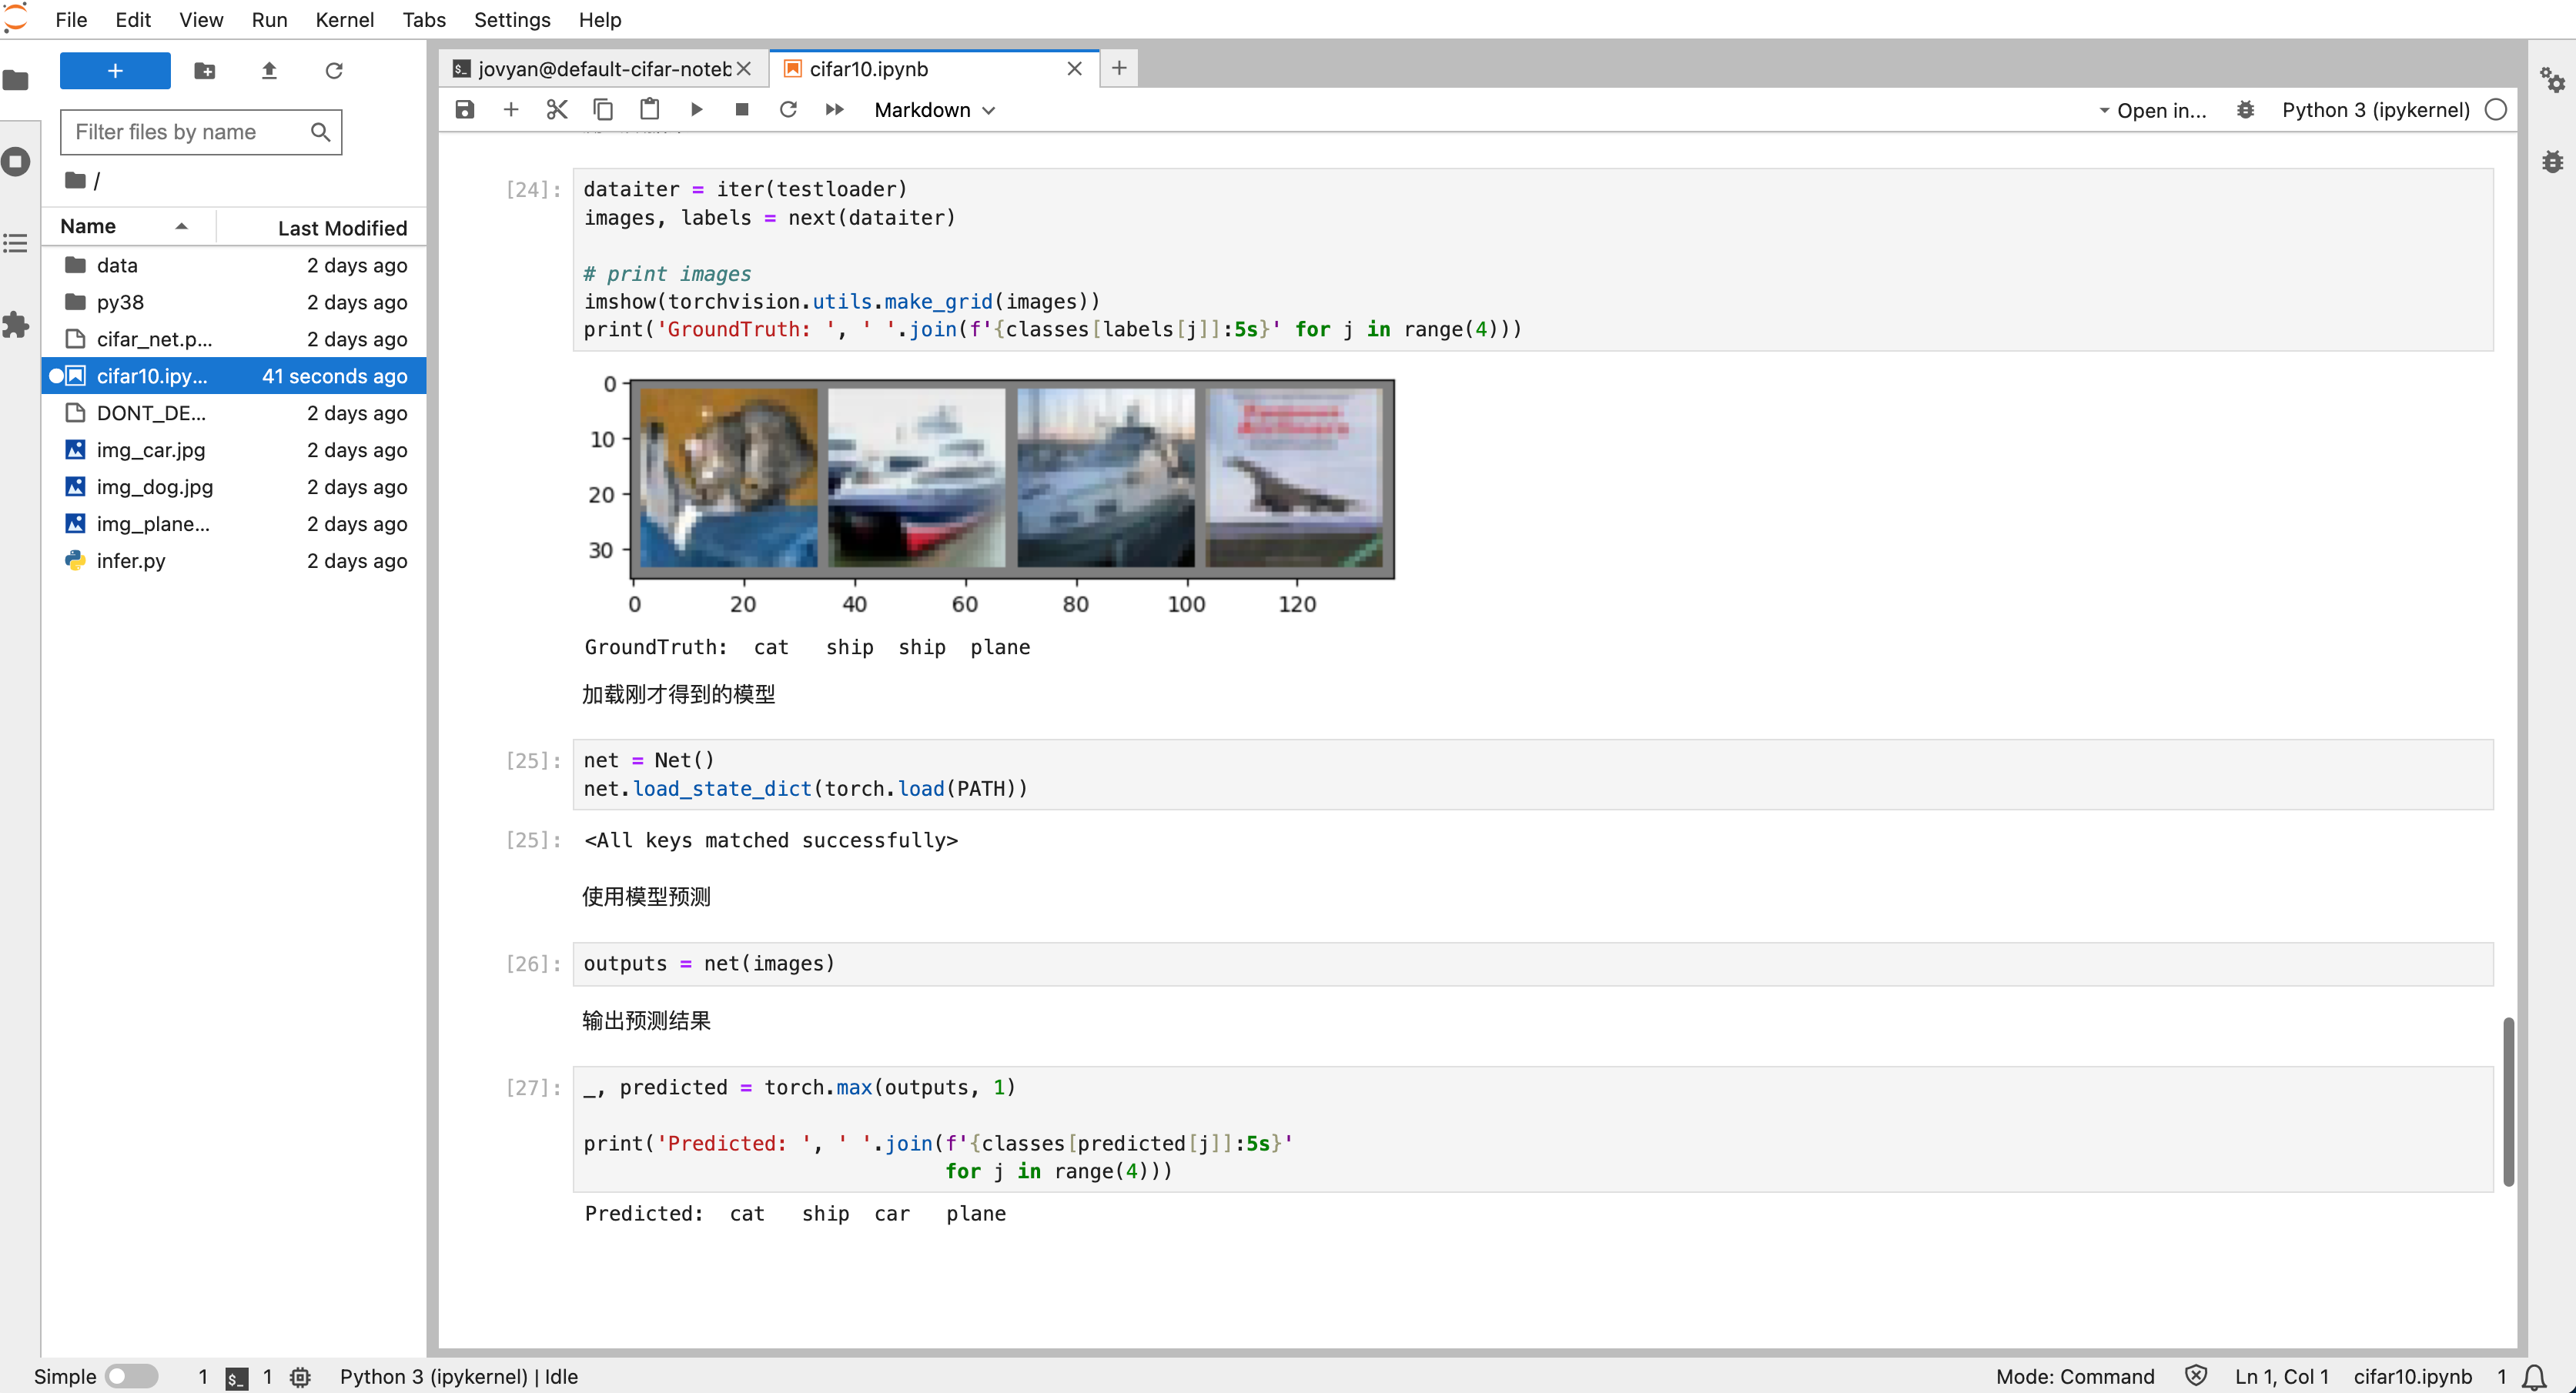 File Edit View Run Kernel Tabs Settings Help
jovyan@default-cifar-noteb
cifar10.ipynb
Filter files by name
Markdown
Open in...
Python 3 (ipykernel)
/
Name Last Modified
data 2 days ago
py38 2 days ago
cifar_net.p... 2 days ago
cifar10.ipy... 41 seconds ago
DONT_DE... 2 days ago
img_car.jpg 2 days ago
img_dog.jpg 2 days ago
img_plane... 2 days ago
infer.py 2 days ago
[24]: dataiter = iter(testloader)
images, labels = next(dataiter)
# print images
imshow(torchvision.utils.make_grid(images))
print('GroundTruth: ', ' '.join(f'{classes[labels[j]]:5s}' for j in range(4)))
0
10
20
30
0 20 40 60 80 100 120
GroundTruth:  cat   ship  ship  plane
加载刚才得到的模型
[25]: net = Net()
net.load_state_dict(torch.load(PATH))
[25]: <All keys matched successfully>
使用模型预测
[26]: outputs = net(images)
输出预测结果
[27]: _, predicted = torch.max(outputs, 1)
print('Predicted: ', ' '.join(f'{classes[predicted[j]]:5s}'
for j in range(4)))
Predicted:  cat   ship  car   plane
Simple 1 $_ 1 Python 3 (ipykernel) | Idle Mode: Command Ln 1, Col 1 cifar10.ipynb 1